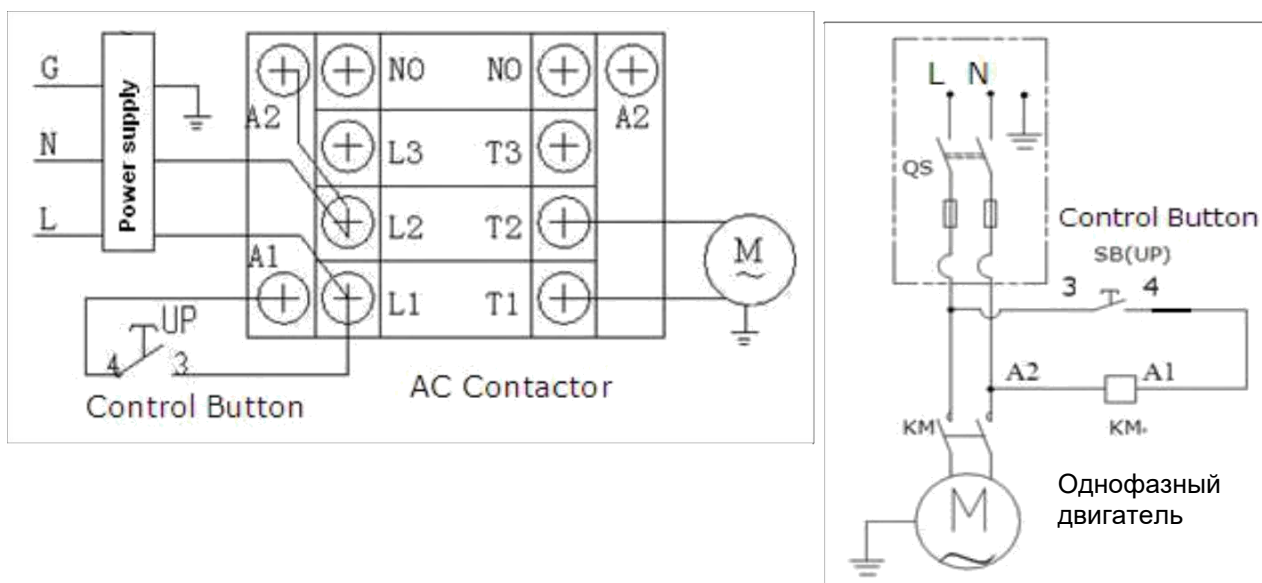 G
N
L
Power supply
A2
NO NO
A2
L3 T3
L2 T2
A1
L1 T1
M
~
UP
4 3
Control Button
AC Contactor
L N
QS
Control Button
SB(UP)
3 4
A2 A1
KM KM
M
Однофазный
двигатель